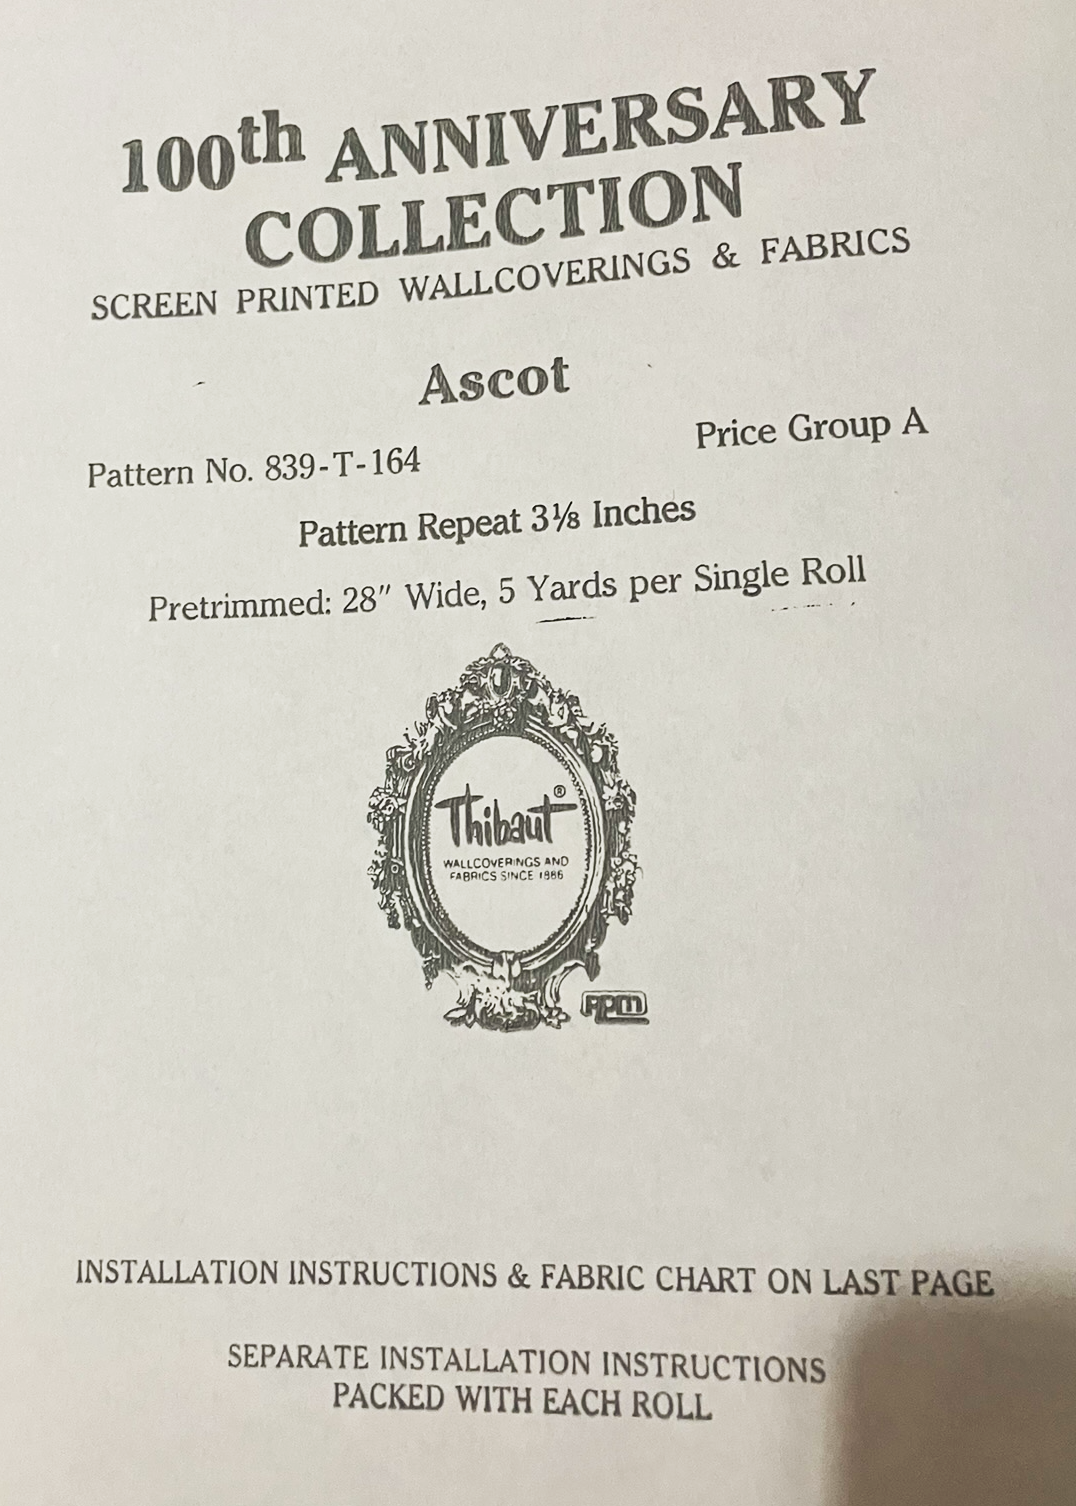 100th ANNIVERSARY
COLLECTION
SCREEN PRINTED WALLCOVERINGS & FABRICS
Ascot
Pattern No. 839-T-164
Price Group A
Pattern Repeat 3⅛ Inches
Pretrimmed: 28" Wide, 5 Yards per Single Roll
Thibaut®
WALLCOVERINGS AND
FABRICS SINCE 1886
PPM
INSTALLATION INSTRUCTIONS & FABRIC CHART ON LAST PAGE
SEPARATE INSTALLATION INSTRUCTIONS
PACKED WITH EACH ROLL